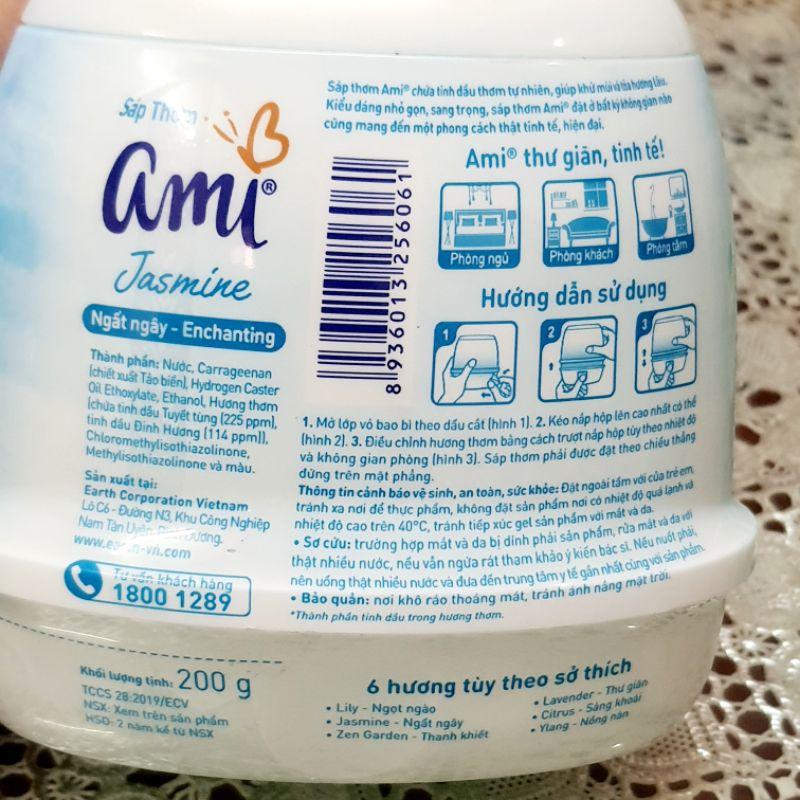 Sáp Thơm
ami®
Jasmine
Ngất ngây - Enchanting
Thành phần: Nước, Carrageenan
(chiết xuất Tảo biển), Hydrogen Caster
Oil Ethoxylate, Ethanol, Hương thơm
(chứa tinh dầu Tuyết tùng (225 ppm),
tinh dầu Đinh Hương (114 ppm)),
Chloromethylisothiazolinone,
Methylisothiazolinone và màu.
Sản xuất tại:
Earth Corporation Vietnam
Lô C6 - Đường N3, Khu Công Nghiệp
Nam Tân Uyên, Bình Dương.
www.earth-vn.com
Tư vấn khách hàng
1800 1289
Khối lượng tịnh: 200 g
TCCS 28:2019/ECV
NSX: Xem trên sản phẩm
HSD: 2 năm kể từ NSX
Sáp thơm Ami® chứa tinh dầu thơm tự nhiên, giúp khử mùi và tỏa hương lâu.
Kiểu dáng nhỏ gọn, sang trọng, sáp thơm Ami® đặt ở bất kỳ không gian nào
cũng mang đến một phong cách thật tinh tế, hiện đại.
8 936013 256061
Ami® thư giãn, tinh tế!
Phòng ngủ
Phòng khách
Phòng tắm
Hướng dẫn sử dụng
1
2
3
1. Mở lớp vỏ bao bì theo dấu cắt (hình 1). 2. Kéo nắp hộp lên cao nhất có thể
(hình 2). 3. Điều chỉnh hương thơm bằng cách trượt nắp hộp tùy theo nhiệt độ
và không gian phòng (hình 3). Sáp thơm phải được đặt theo chiều thẳng
đứng trên mặt phẳng.
Thông tin cảnh báo vệ sinh, an toàn, sức khỏe: Đặt ngoài tầm với của trẻ em,
tránh xa nơi để thực phẩm, không đặt sản phẩm nơi có nhiệt độ quá lạnh và
nhiệt độ cao trên 40°C, tránh tiếp xúc gel sản phẩm với mắt và da.
• Sơ cứu: trường hợp mắt và da bị dính phải sản phẩm, rửa mắt và da với
thật nhiều nước, nếu vẫn ngứa rát tham khảo ý kiến bác sĩ. Nếu nuốt phải,
nên uống thật nhiều nước và đưa đến trung tâm y tế gần nhất cùng với sản phẩm.
• Bảo quản: nơi khô ráo thoáng mát, tránh ánh nắng mặt trời.
*Thành phần tinh dầu trong hương thơm.
6 hương tùy theo sở thích
• Lily - Ngọt ngào
• Jasmine - Ngất ngây
• Zen Garden - Thanh khiết
• Lavender - Thư giãn
• Citrus - Sảng khoái
• Ylang - Nồng nàn